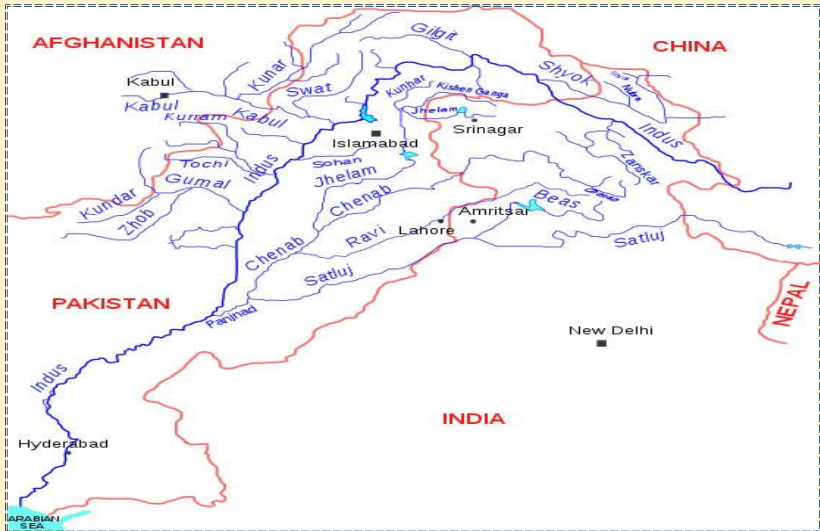 AFGHANISTAN
CHINA
Gilgit
Kunar
Kabul
Swat
Kunhar
Kishen Ganga
Shyok
Nubra
Kabul
Kurram
Kabul
Jhelam
Srinagar
Indus
Islamabad
Indus
Tochi
Gumal
Sohan
Jhelam
Zanskar
Kundar
Zhob
Chenab
Beas
Amritsar
Lahore
Ravi
Chenab
Satluj
Satluj
PAKISTAN
Panjnad
NEPAL
New Delhi
Indus
INDIA
Hyderabad
ARABIAN
SEA